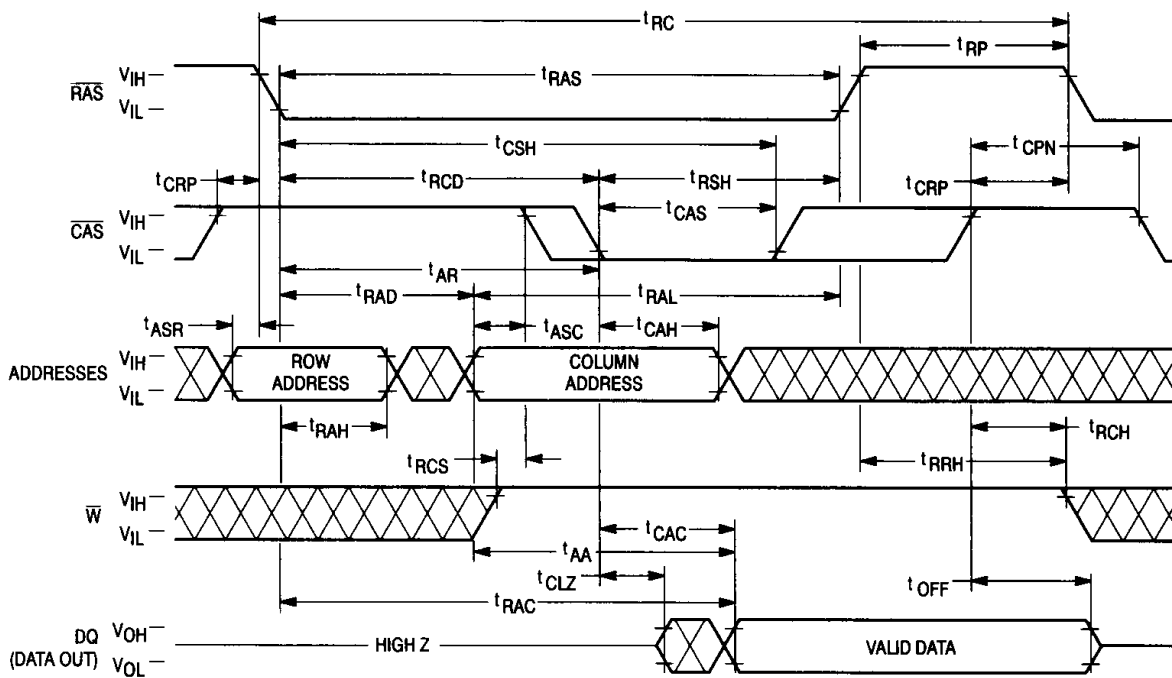 tRC
tRP
RAS
VIH
VIL
tRAS
tCSH
tCPN
tCRP
tRCD
tRSH
tCRP
tCAS
CAS
VIH
VIL
tAR
tRAD
tRAL
tASR
tASC
tCAH
ADDRESSES
VIH
VIL
ROW
ADDRESS
COLUMN
ADDRESS
tRAH
tRCH
tRCS
tRRH
W
VIH
VIL
tCAC
tAA
tCLZ
tOFF
tRAC
DQ
(DATA OUT)
VOH
VOL
HIGH Z
VALID DATA